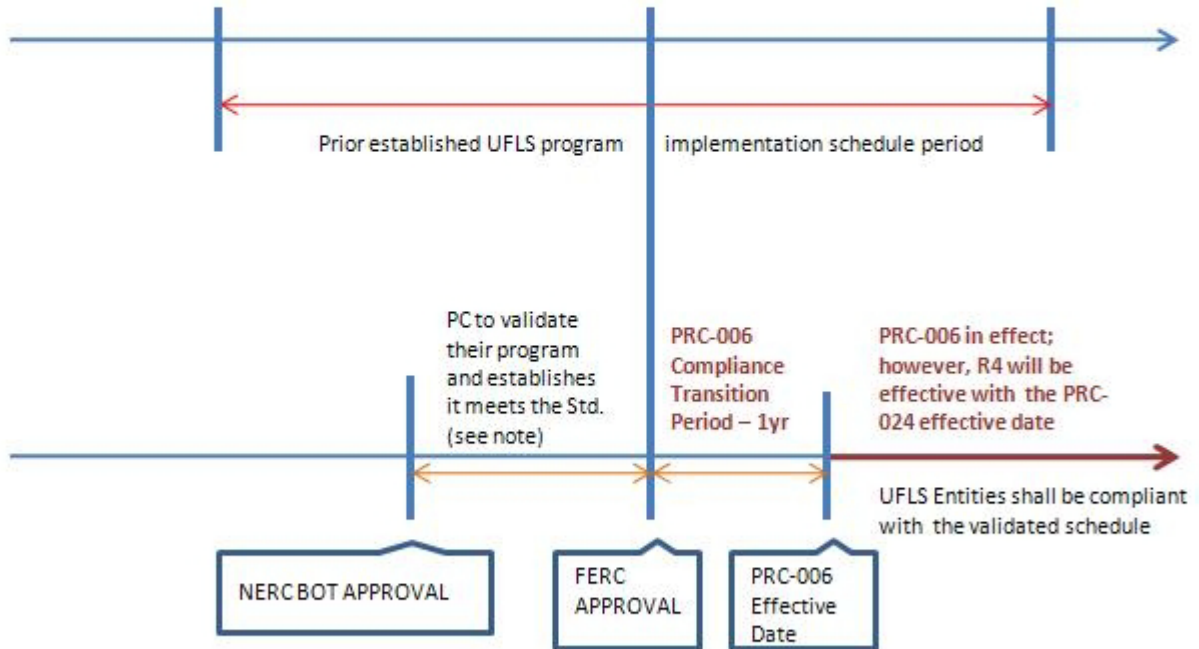 Prior established UFLS program implementation schedule period
PC to validate
their program
and establishes
it meets the Std.
(see note)
PRC-006
Compliance
Transition
Period – 1yr
PRC-006 in effect;
however, R4 will be
effective with the PRC-
024 effective date
UFLS Entities shall be compliant
with the validated schedule
NERC BOT APPROVAL
FERC
APPROVAL
PRC-006
Effective
Date